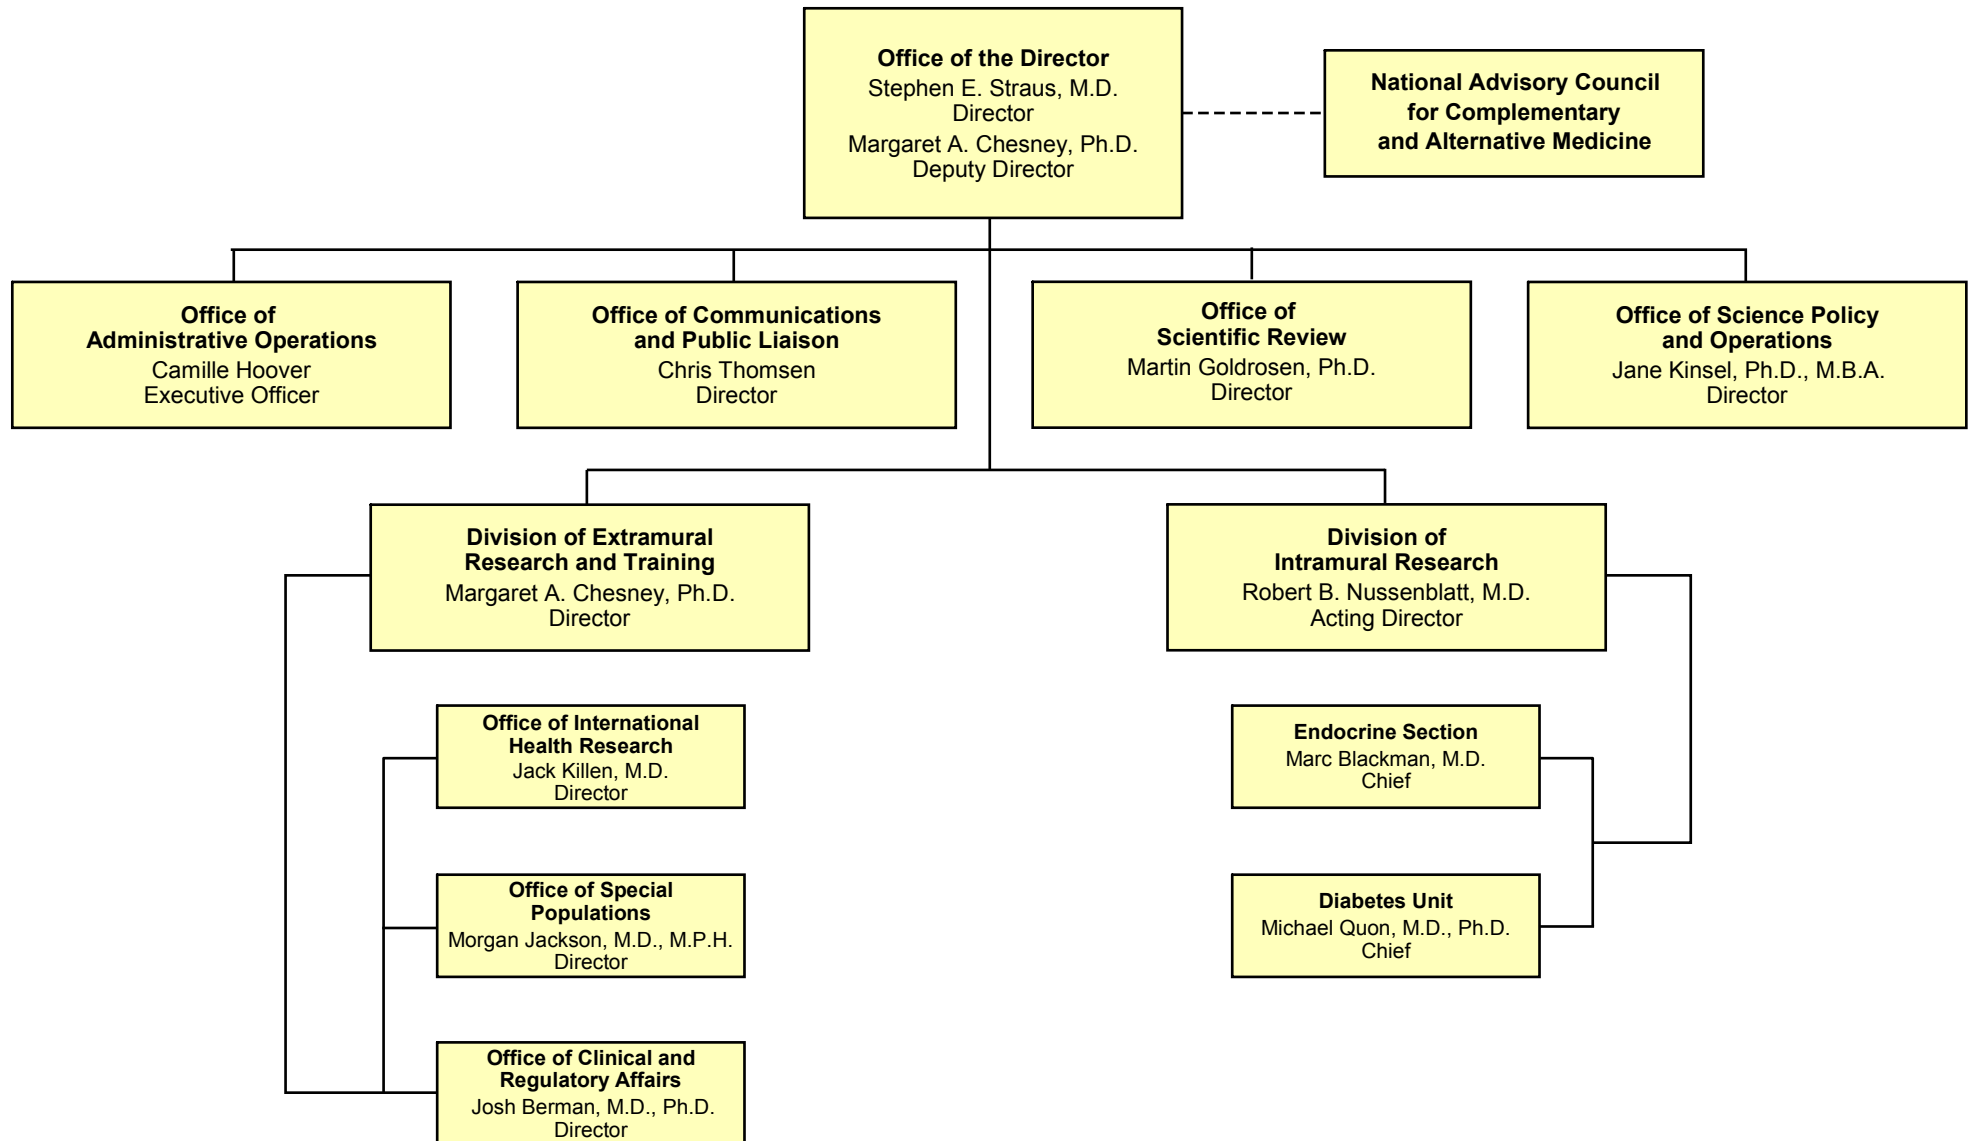 Office of the Director
Stephen E. Straus, M.D.
Director
Margaret A. Chesney, Ph.D.
Deputy Director
National Advisory Council
for Complementary
and Alternative Medicine
Office of
Administrative Operations
Camille Hoover
Executive Officer
Office of Communications
and Public Liaison
Chris Thomsen
Director
Office of
Scientific Review
Martin Goldrosen, Ph.D.
Director
Office of Science Policy
and Operations
Jane Kinsel, Ph.D., M.B.A.
Director
Division of Extramural
Research and Training
Margaret A. Chesney, Ph.D.
Director
Division of
Intramural Research
Robert B. Nussenblatt, M.D.
Acting Director
Office of International
Health Research
Jack Killen, M.D.
Director
Office of Special
Populations
Morgan Jackson, M.D., M.P.H.
Director
Office of Clinical and
Regulatory Affairs
Josh Berman, M.D., Ph.D.
Director
Endocrine Section
Marc Blackman, M.D.
Chief
Diabetes Unit
Michael Quon, M.D., Ph.D.
Chief